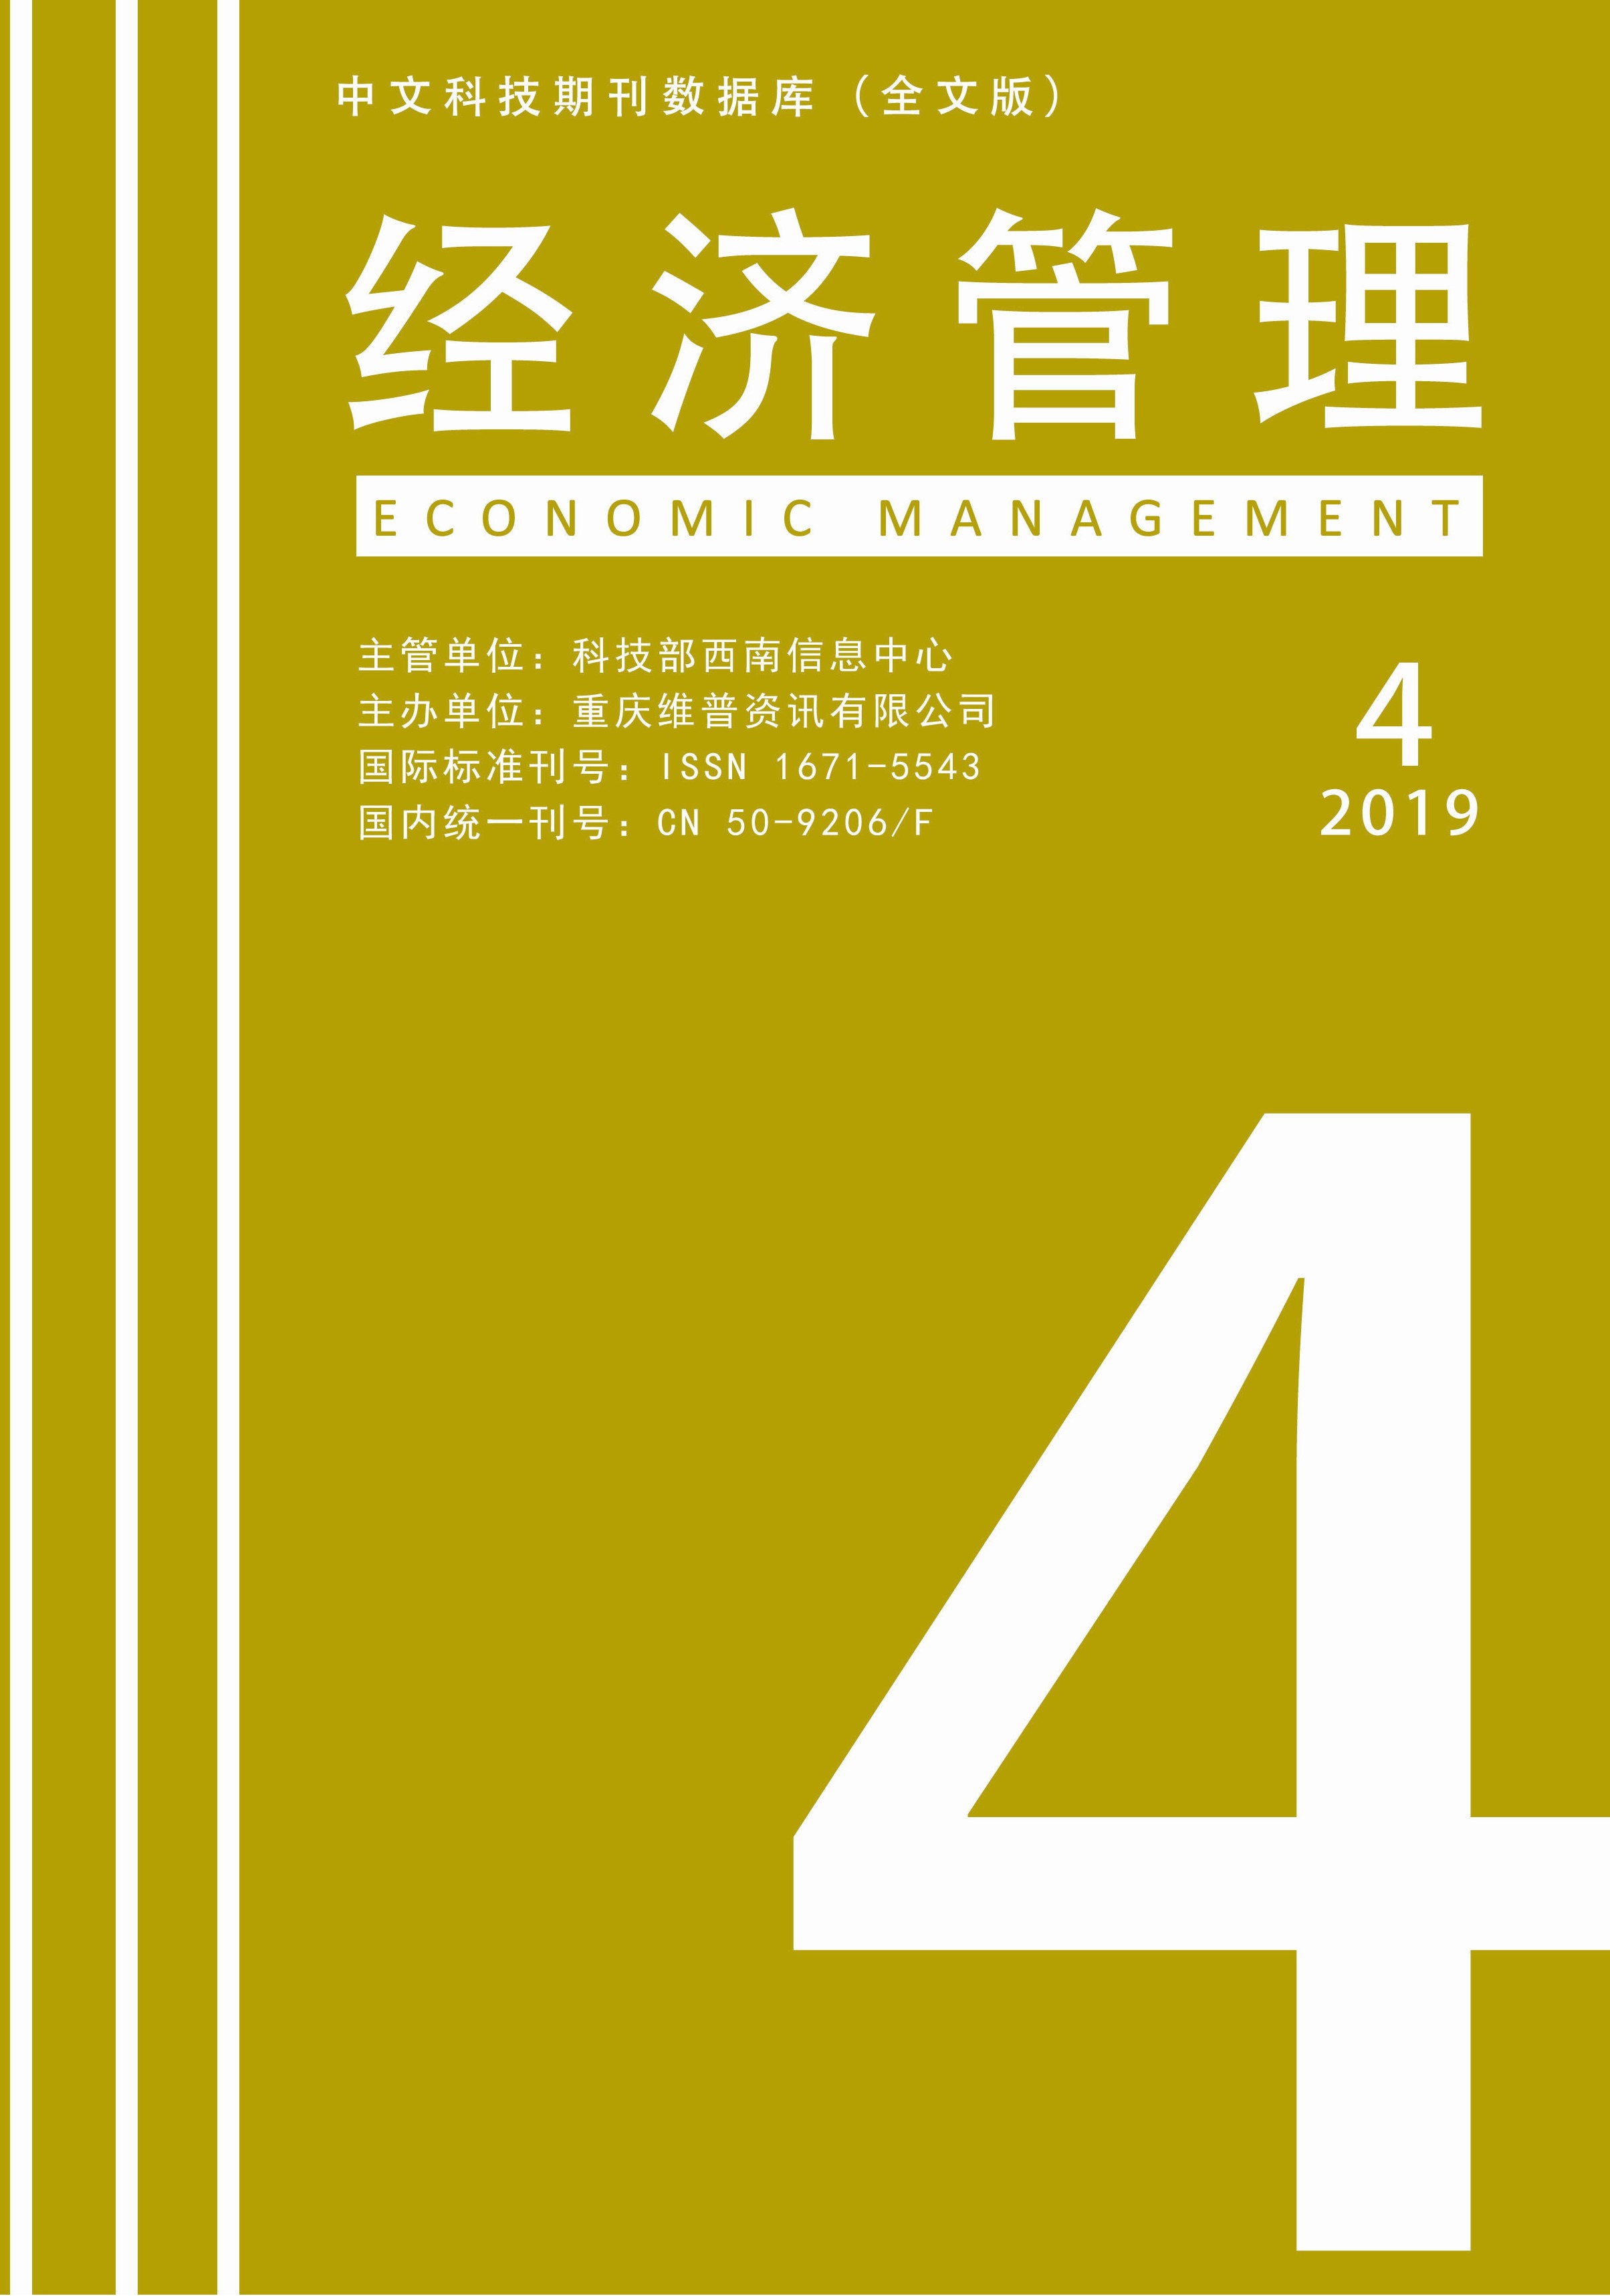 中文科技期刊数据库（全文版）
经济管理
ECONOMIC MANAGEMENT
主管单位：科技部西南信息中心
主办单位：重庆维普资讯有限公司
国际标准刊号：ISSN 1671-5543
国内统一刊号：CN 50-9206/F
4
2019
4